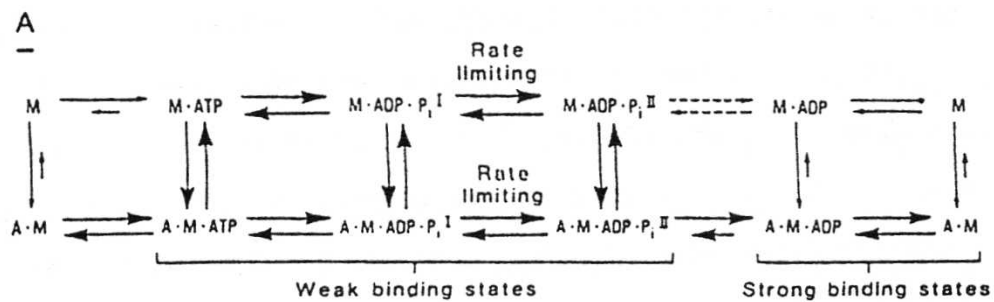 A
Rate
limiting
M M·ATP M·ADP·Pi I M·ADP·Pi II M·ADP M
Rate
limiting
A·M A·M·ATP A·M·ADP·Pi I A·M·ADP·Pi II A·M·ADP A·M
Weak binding states Strong binding states